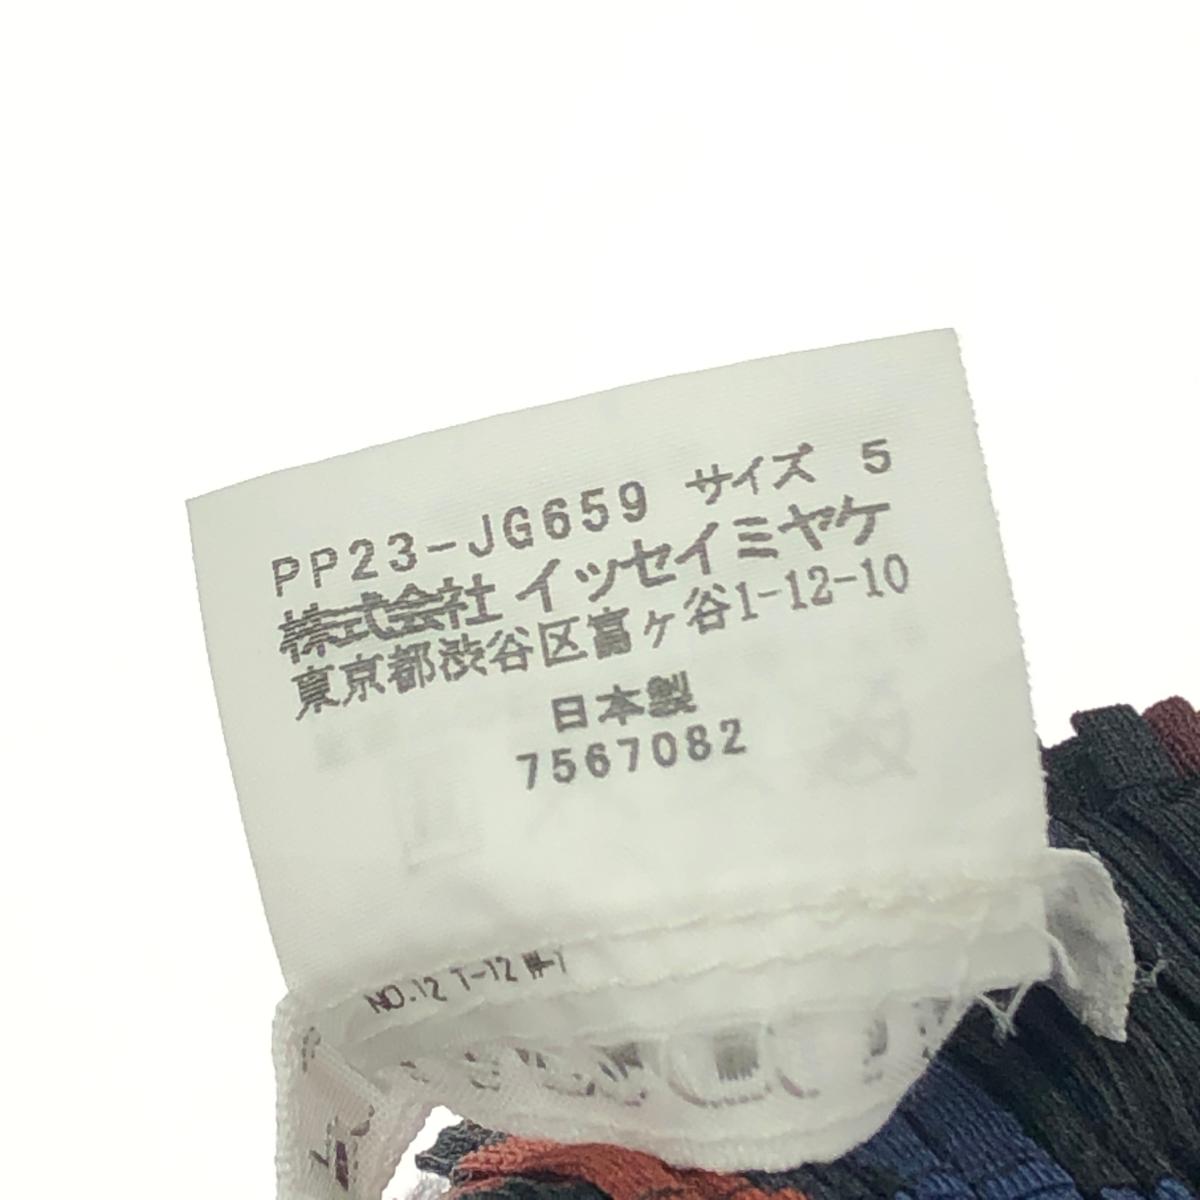 PP23-JG659 サイズ 5
株式会社 イッセイミヤケ
東京都渋谷区富ヶ谷1-12-10
日本製
7567082
NO.12 T-12 W-1